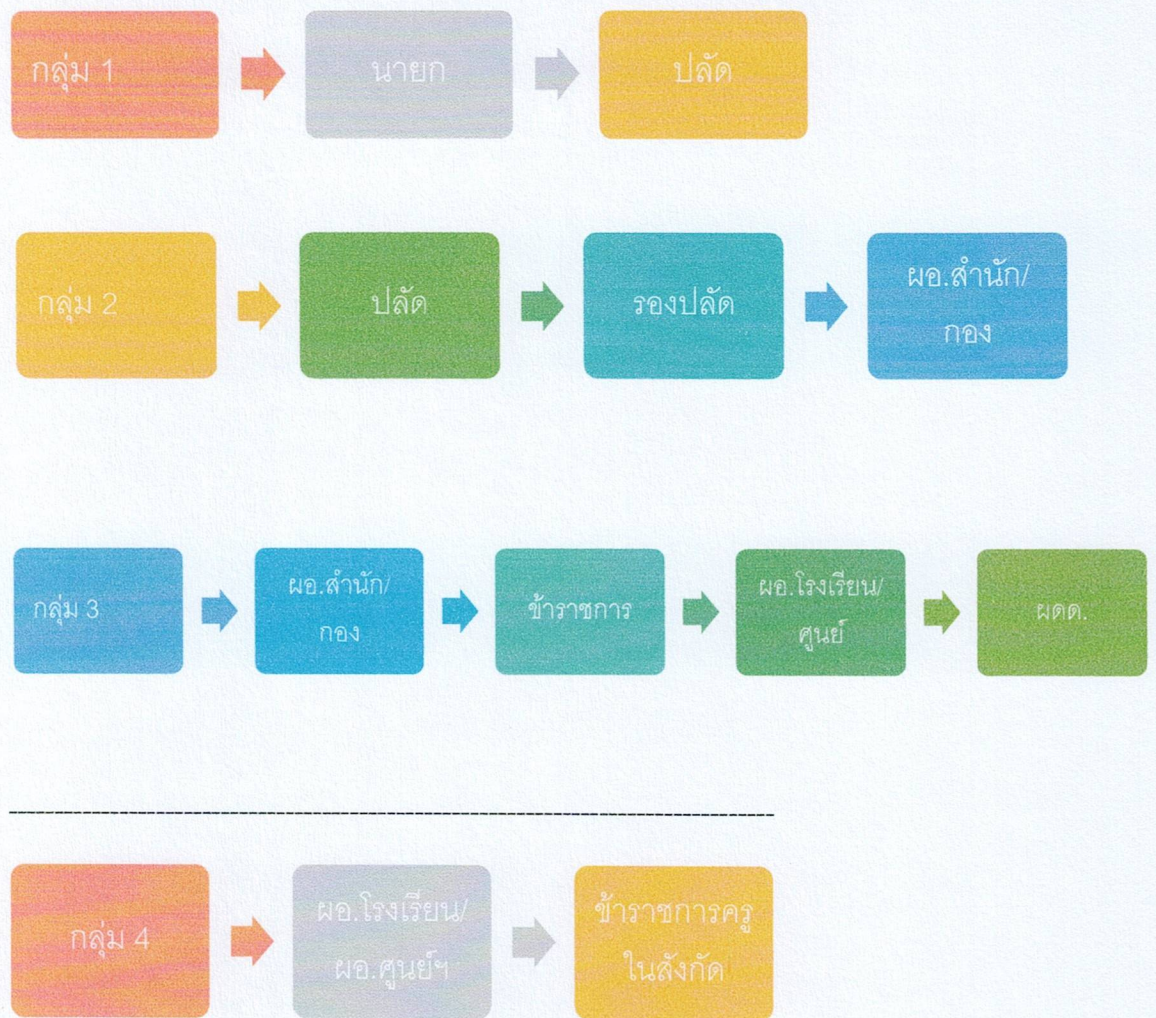 กลุ่ม 1
นายก
ปลัด
กลุ่ม 2
ปลัด
รองปลัด
ผอ.สำนัก/
กอง
กลุ่ม 3
ผอ.สำนัก/
กอง
ข้าราชการ
ผอ.โรงเรียน/
ศูนย์
ผดด.
กลุ่ม 4
ผอ.โรงเรียน/
ผอ.ศูนย์ฯ
ข้าราชการครู
ในสังกัด